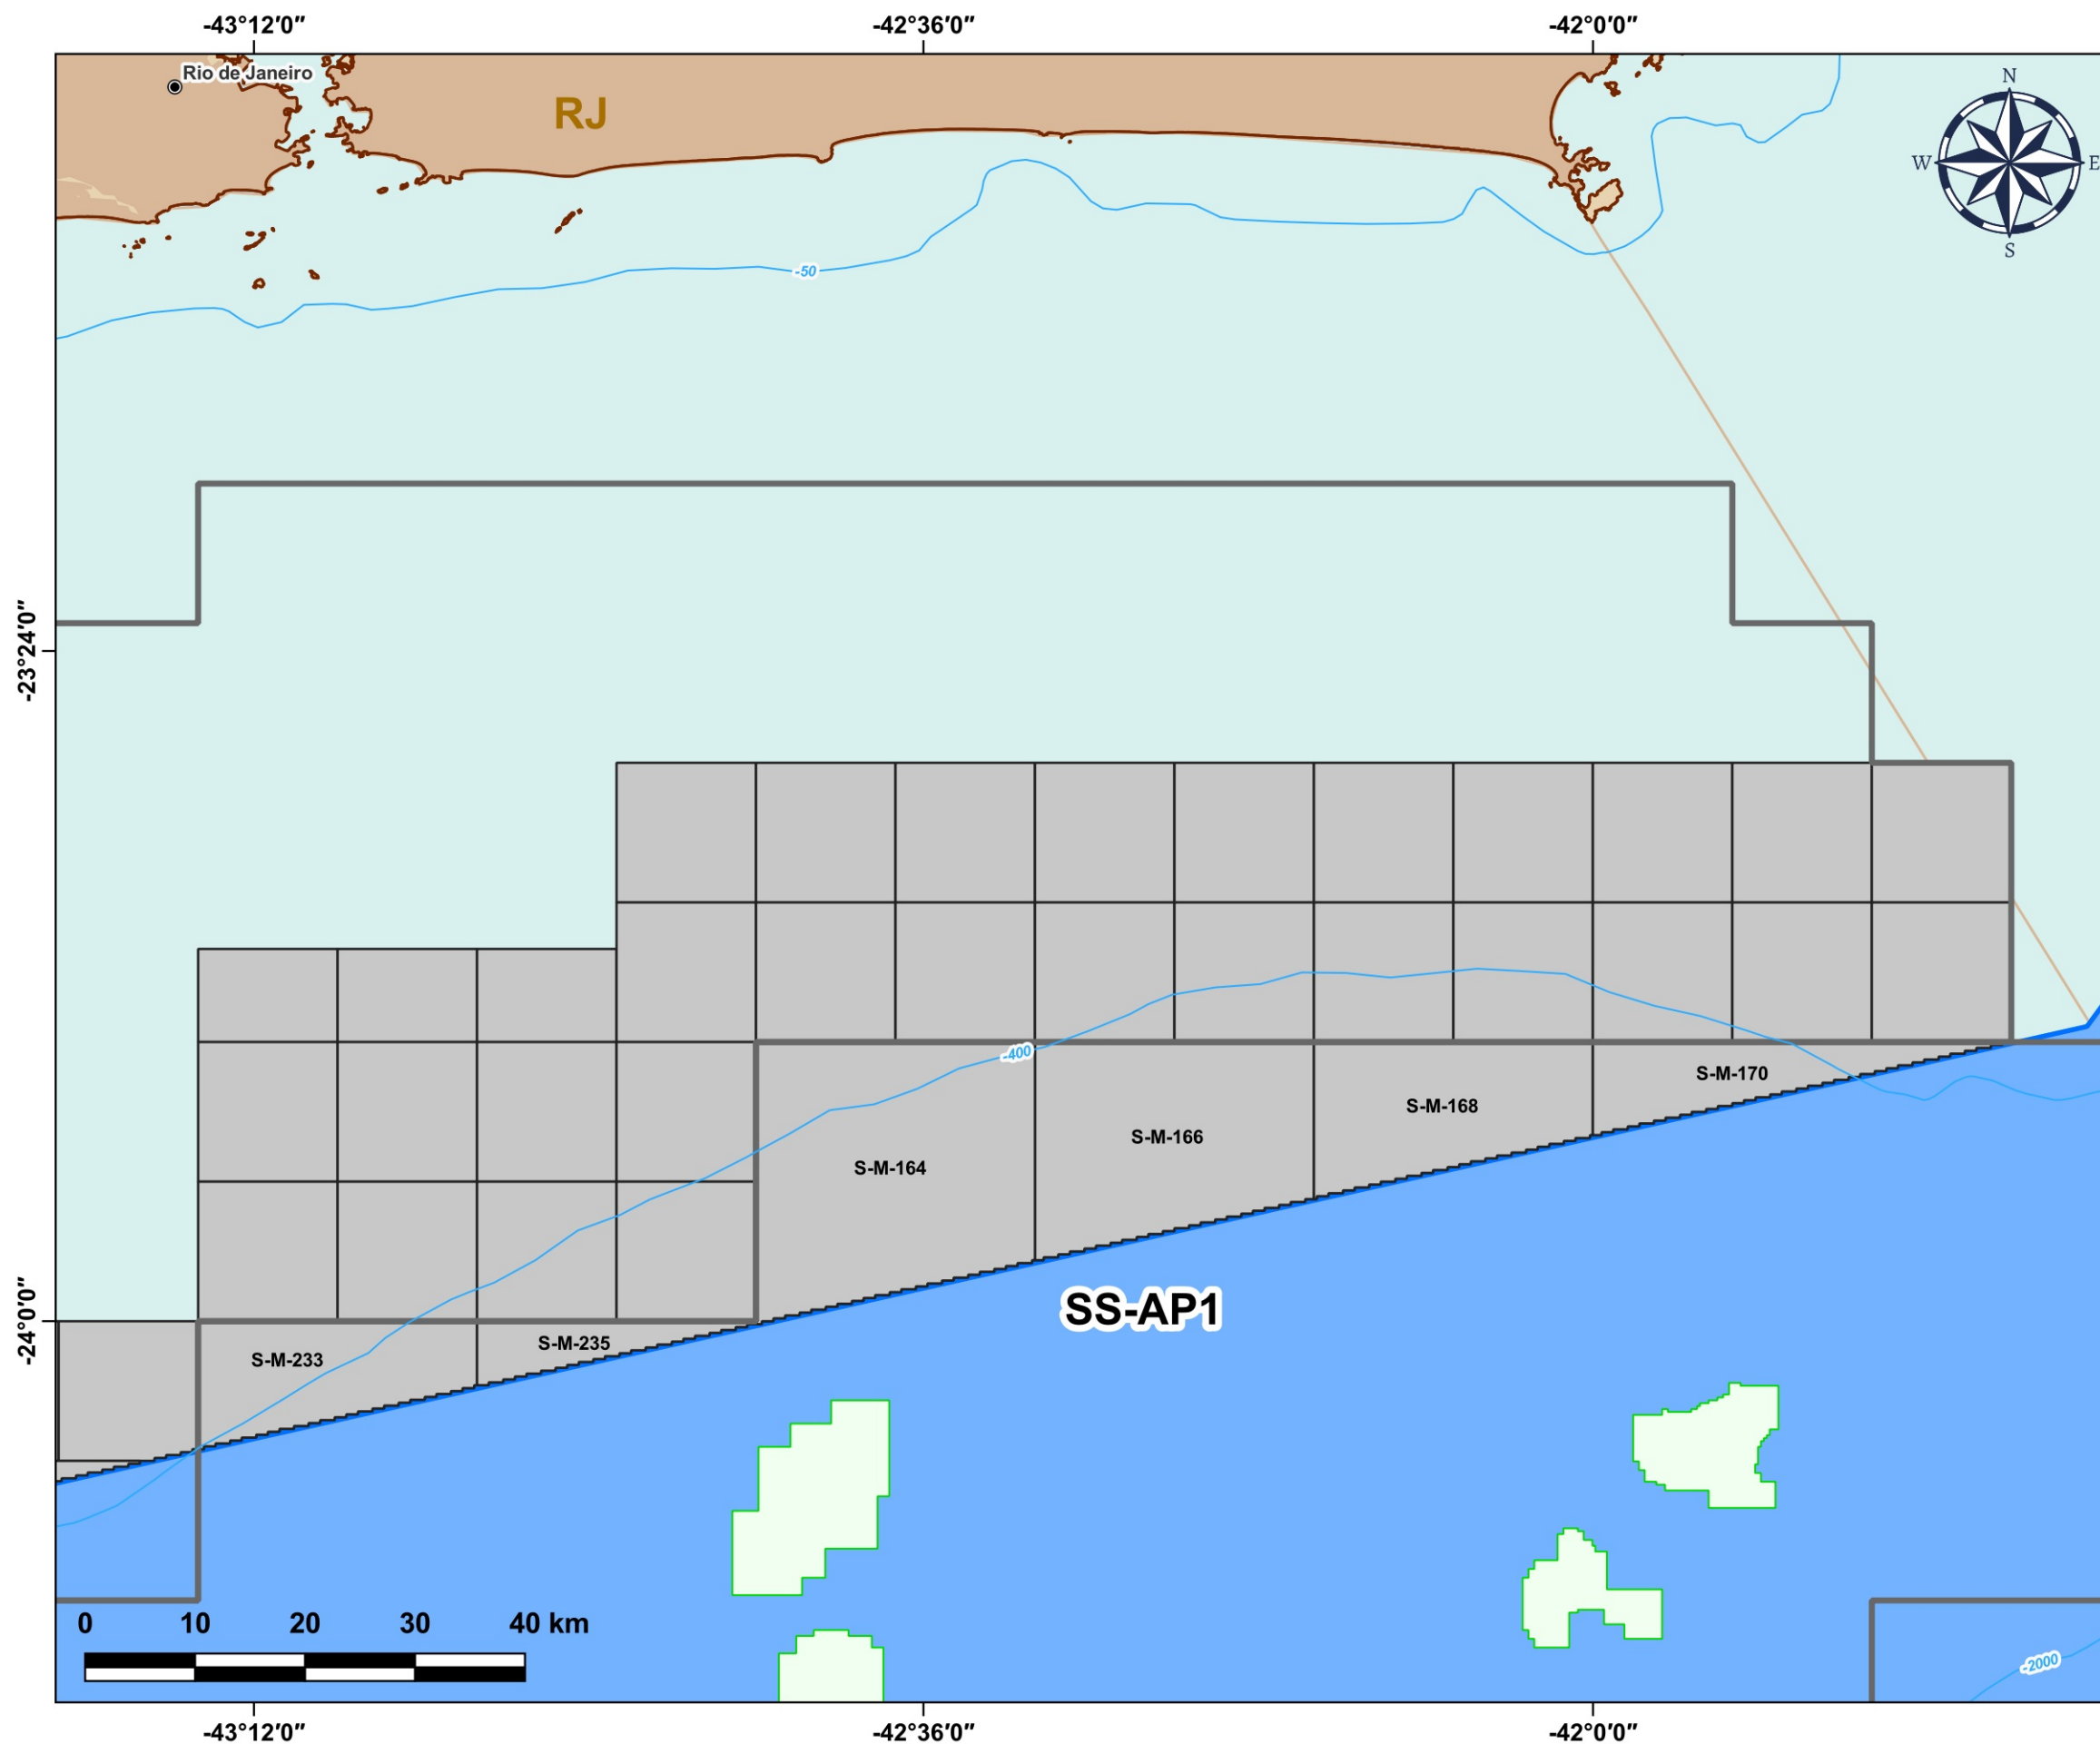 -43°12'0" -42°36'0" -42°0'0"
Rio de Janeiro
RJ
N
W E
S
-50
-23°24'0"
-400
S-M-170
S-M-168
S-M-166
S-M-164
SS-AP1
-24°0'0"
S-M-235
S-M-233
0 10 20 30 40 km
-2000
-43°12'0" -42°36'0" -42°0'0"